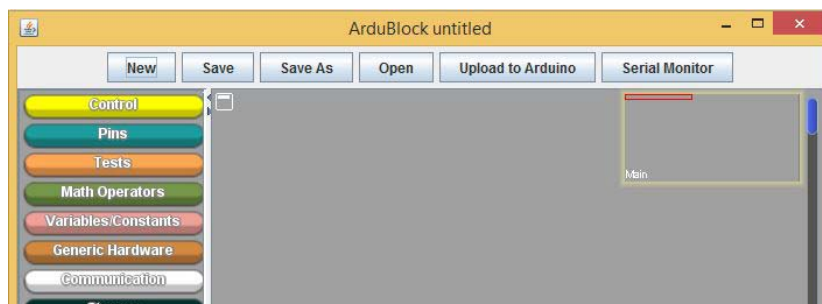 ArduBlock untitled
New Save Save As Open Upload to Arduino Serial Monitor
Control
Pins
Tests
Math Operators
Variables/Constants
Generic Hardware
Communication
Main